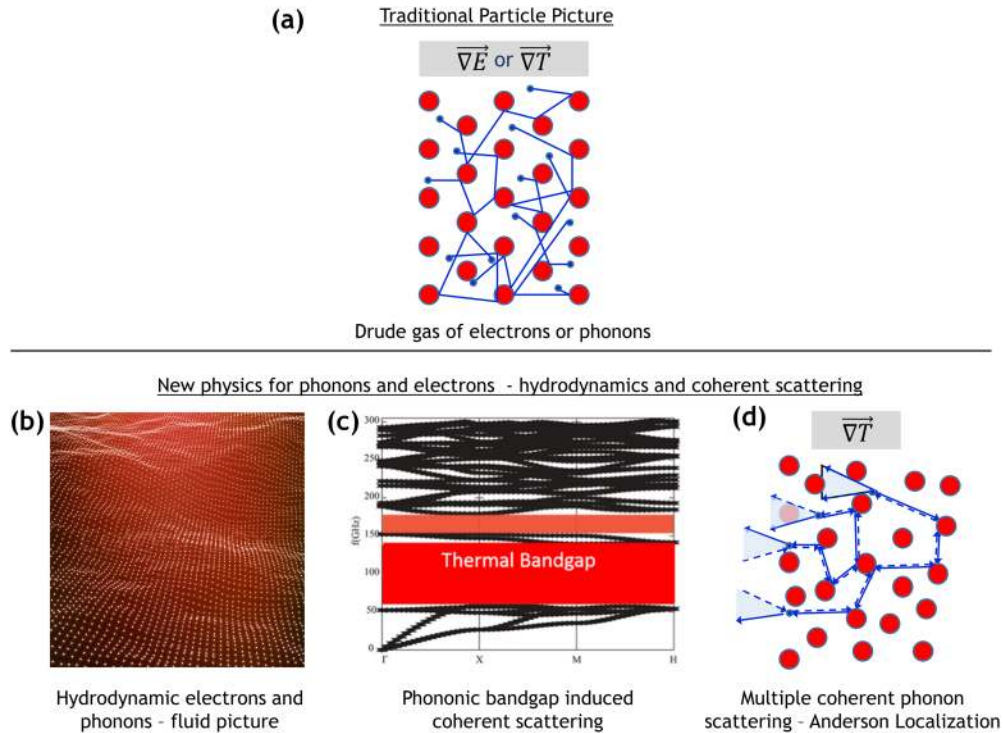 (a)
Traditional Particle Picture
∇E or ∇T
Drude gas of electrons or phonons
New physics for phonons and electrons - hydrodynamics and coherent scattering
(b)
Hydrodynamic electrons and
phonons – fluid picture
(c)
300
250
200
150
100
50
0
f(GHz)
Thermal Bandgap
Γ X M H
Phononic bandgap induced
coherent scattering
(d)
∇T
Multiple coherent phonon
scattering – Anderson Localization